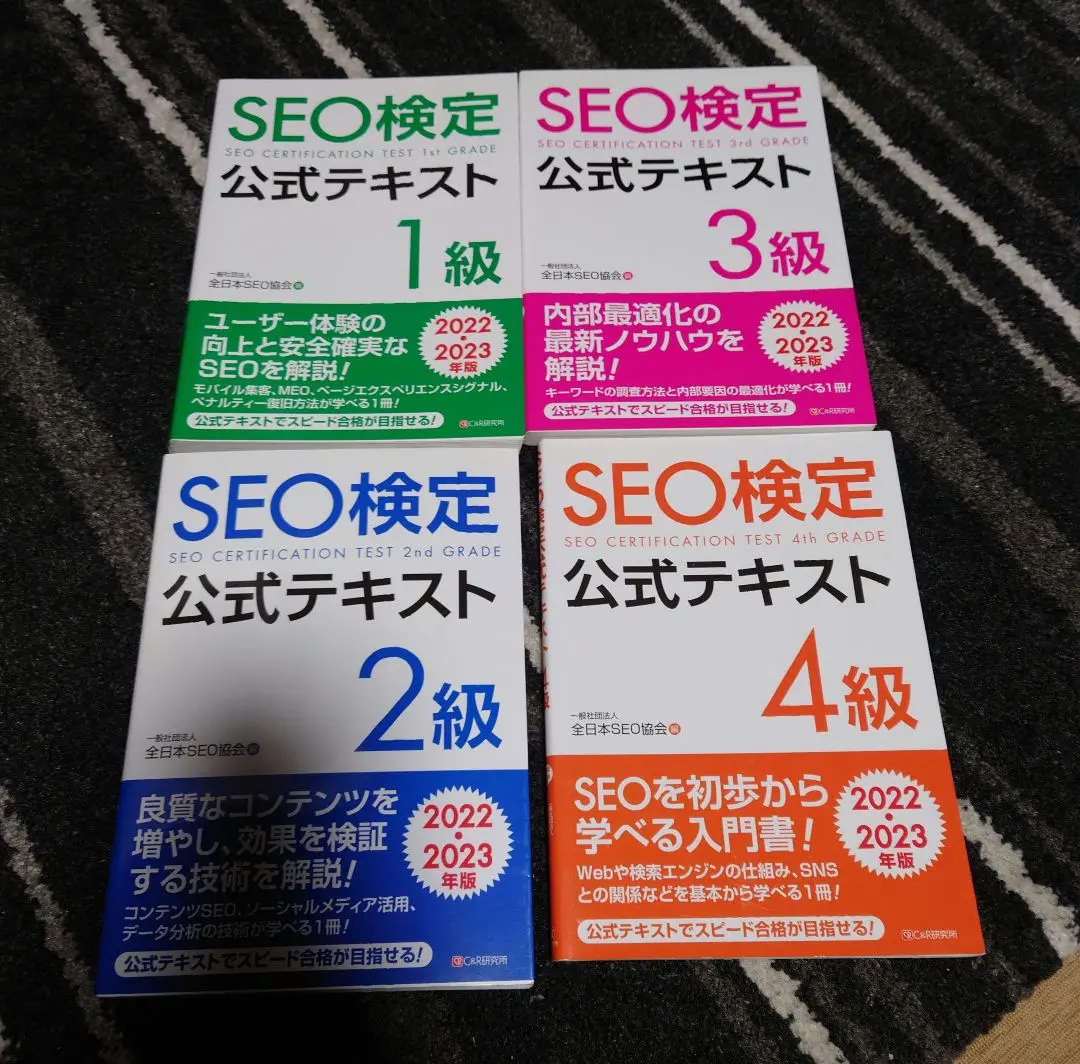 SEO検定
SEO CERTIFICATION TEST 1st GRADE
公式テキスト
1級
一般社団法人
全日本SEO協会 編
ユーザー体験の
向上と安全確実な
SEOを解説!
2022
・
2023
年版
モバイル集客、MEO、ページエクスペリエンスシグナル、
ペナルティー復旧方法が学べる1冊!
公式テキストでスピード合格が目指せる!
C&R研究所
SEO検定
SEO CERTIFICATION TEST 3rd GRADE
公式テキスト
3級
一般社団法人
全日本SEO協会 編
内部最適化の
最新ノウハウを
解説!
2022
・
2023
年版
キーワードの調査方法と内部要因の最適化が学べる1冊!
公式テキストでスピード合格が目指せる!
C&R研究所
SEO検定
SEO CERTIFICATION TEST 2nd GRADE
公式テキスト
2級
一般社団法人
全日本SEO協会 編
良質なコンテンツを
増やし、効果を検証
する技術を解説!
2022
・
2023
年版
コンテンツSEO、ソーシャルメディア活用、
データ分析の技術が学べる1冊!
公式テキストでスピード合格が目指せる!
C&R研究所
SEO検定
SEO CERTIFICATION TEST 4th GRADE
公式テキスト
4級
一般社団法人
全日本SEO協会 編
SEOを初歩から
学べる入門書!
2022
・
2023
年版
Webや検索エンジンの仕組み、SNS
との関係などを基本から学べる1冊!
公式テキストでスピード合格が目指せる!
C&R研究所